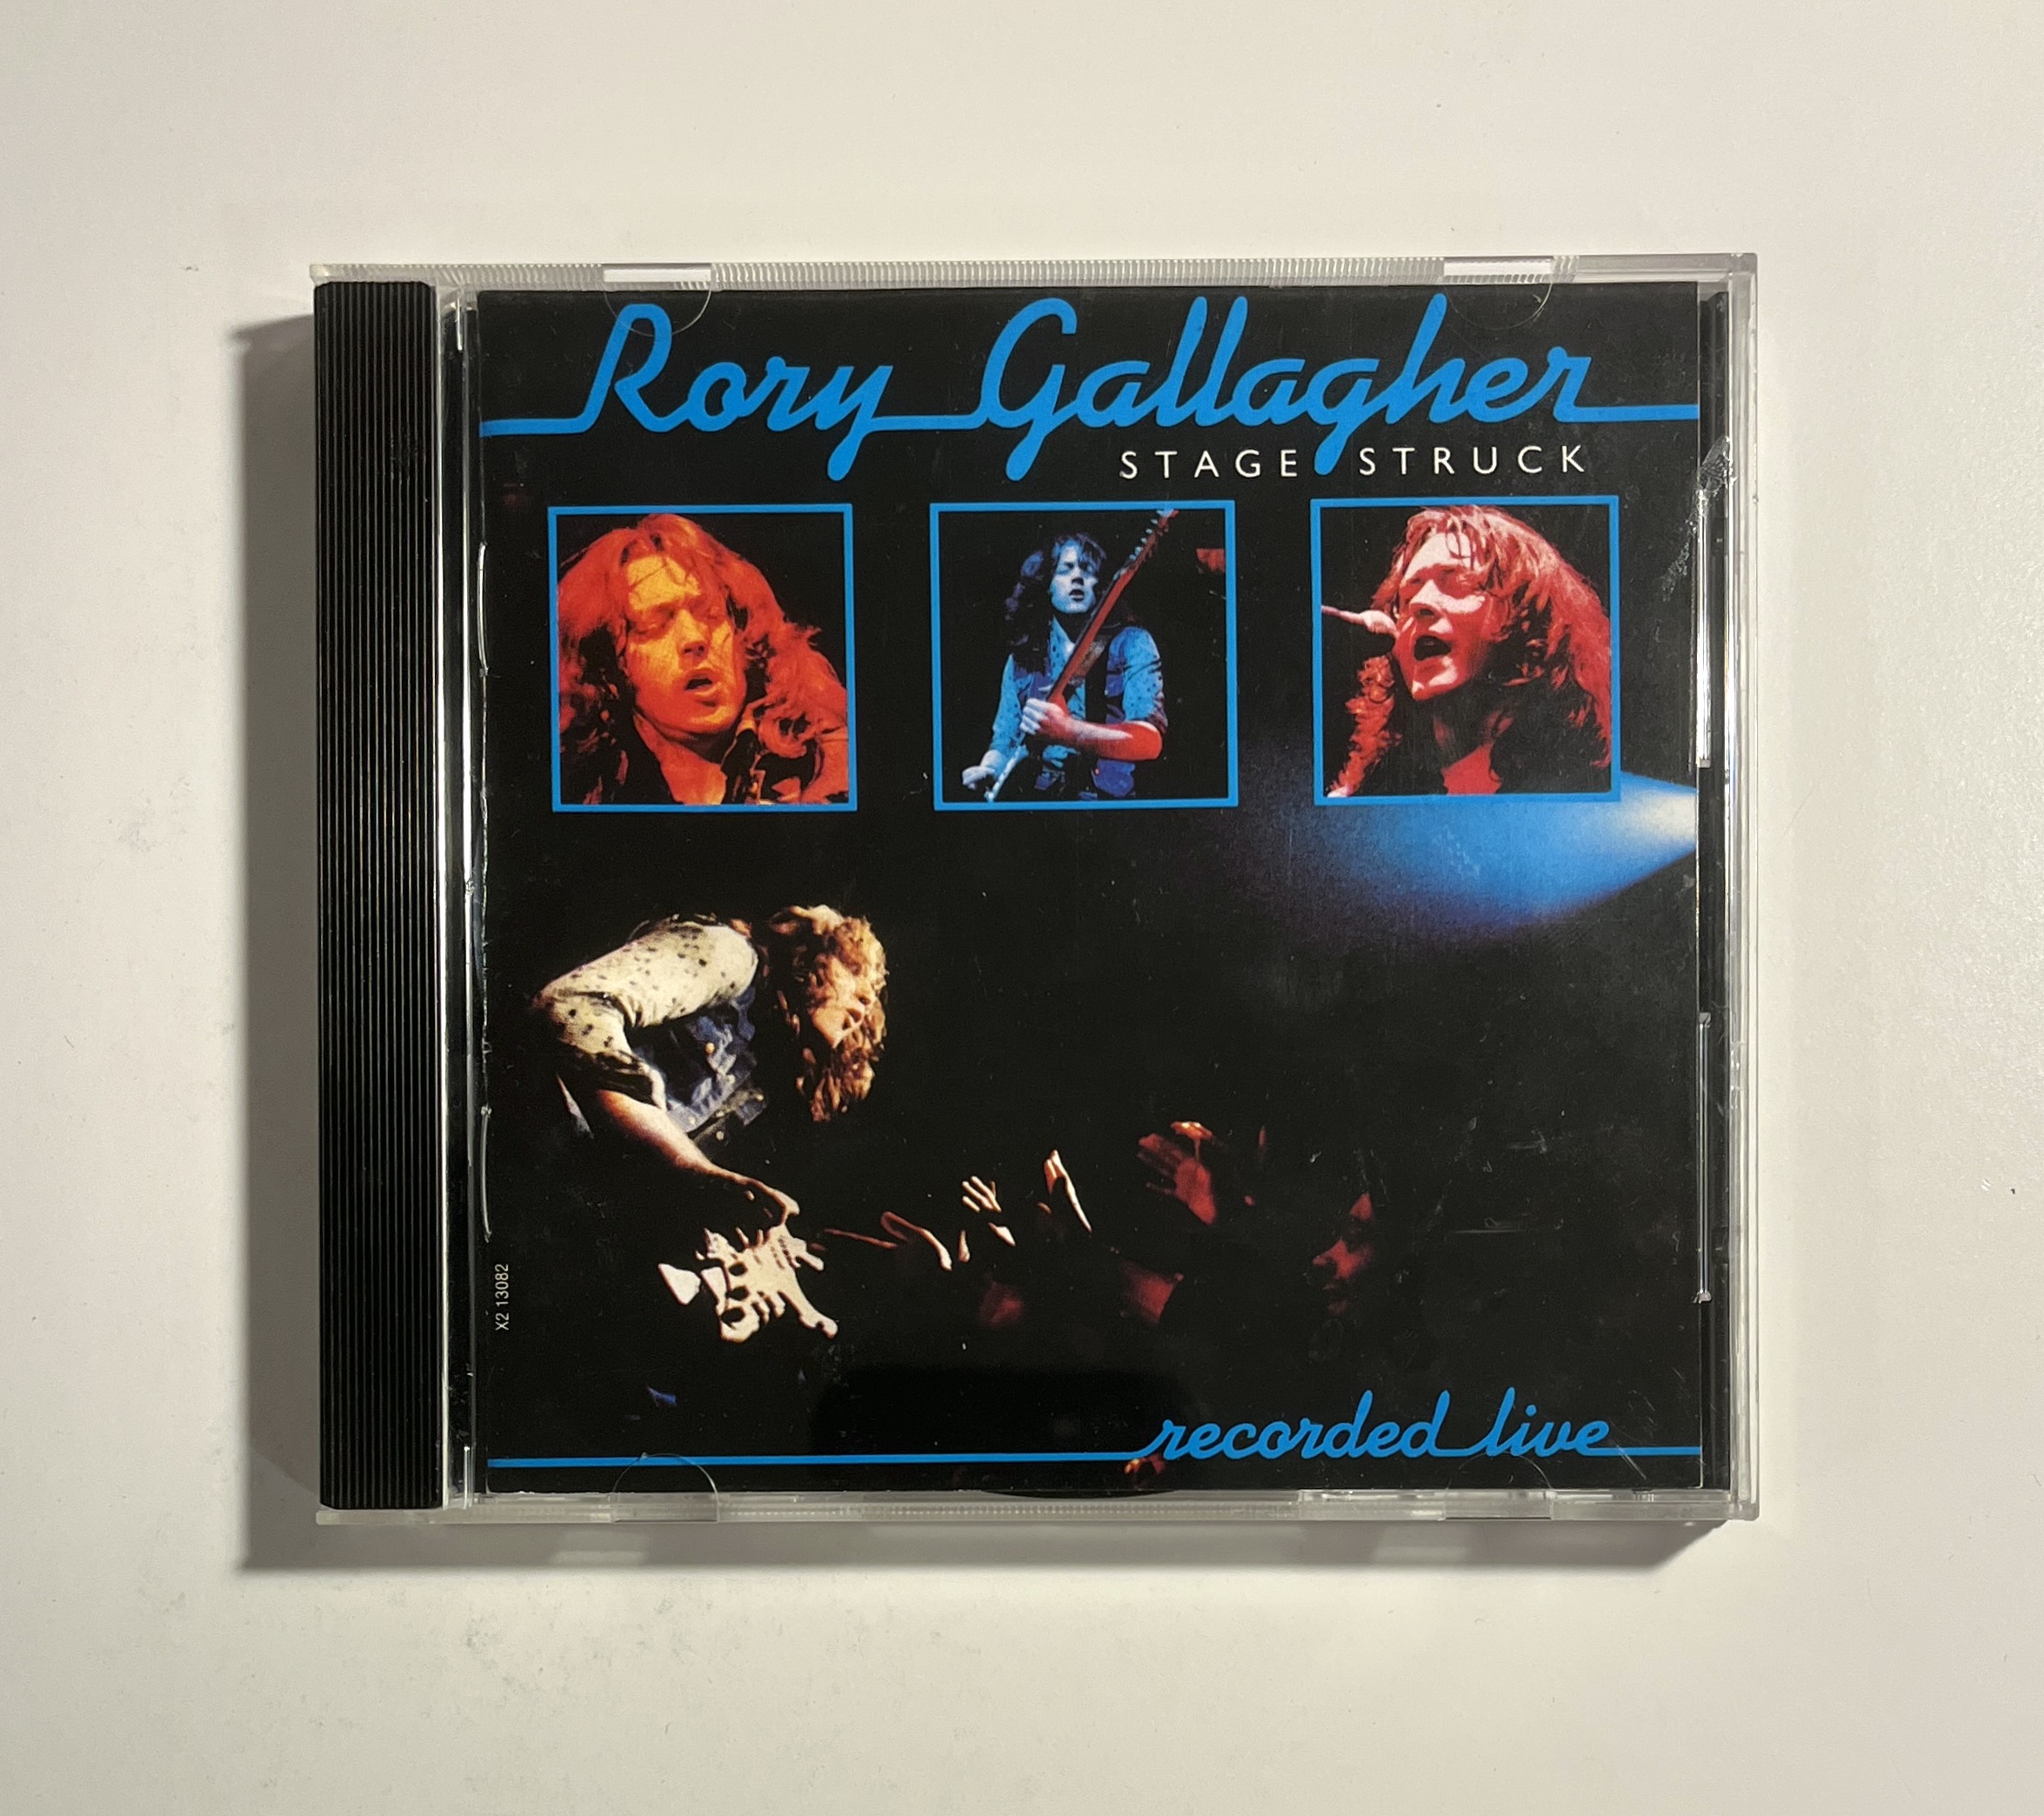 Rory Gallagher
STAGE STRUCK
X2 13082
recorded live